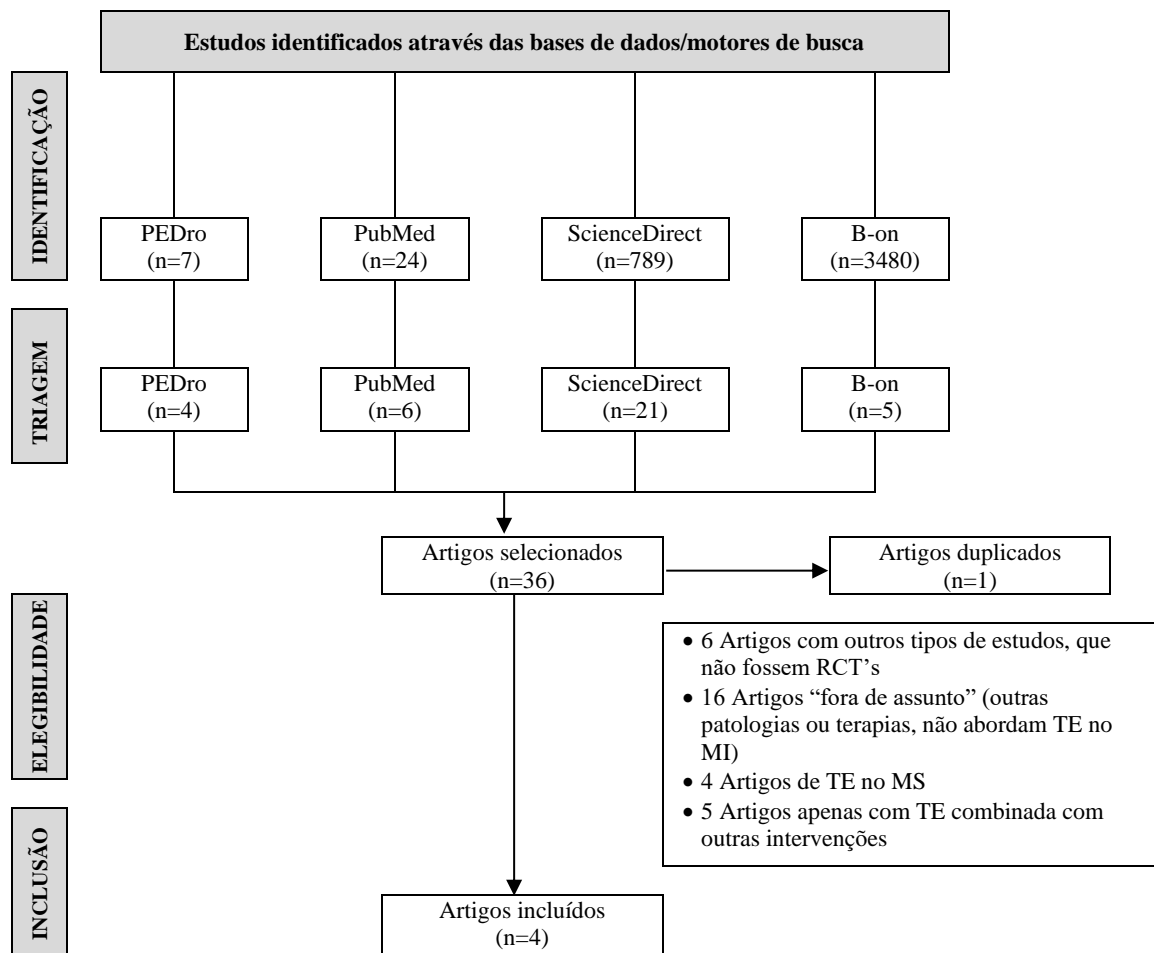 Estudos identificados através das bases de dados/motores de busca
IDENTIFICAÇÃO
PEDro
(n=7)
PubMed
(n=24)
ScienceDirect
(n=789)
B-on
(n=3480)
TRIAGEM
PEDro
(n=4)
PubMed
(n=6)
ScienceDirect
(n=21)
B-on
(n=5)
Artigos selecionados
(n=36)
Artigos duplicados
(n=1)
ELEGIBILIDADE
• 6 Artigos com outros tipos de estudos, que
não fossem RCT’s
• 16 Artigos “fora de assunto” (outras
patologias ou terapias, não abordam TE no
MI)
• 4 Artigos de TE no MS
• 5 Artigos apenas com TE combinada com
outras intervenções
INCLUSÃO
Artigos incluídos
(n=4)